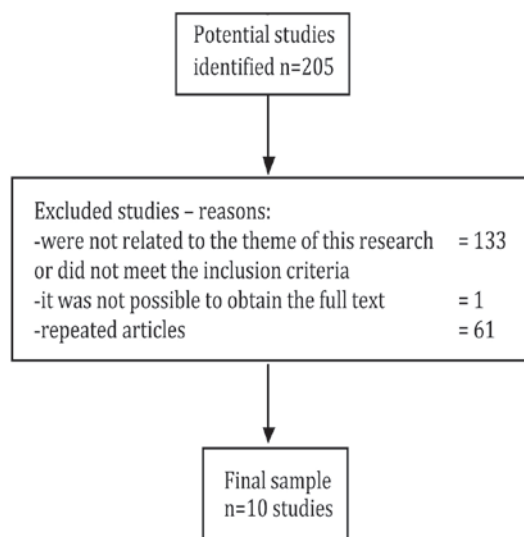 Potential studies
identified n=205
Excluded studies – reasons:
-were not related to the theme of this research = 133
or did not meet the inclusion criteria
-it was not possible to obtain the full text = 1
-repeated articles = 61
Final sample
n=10 studies